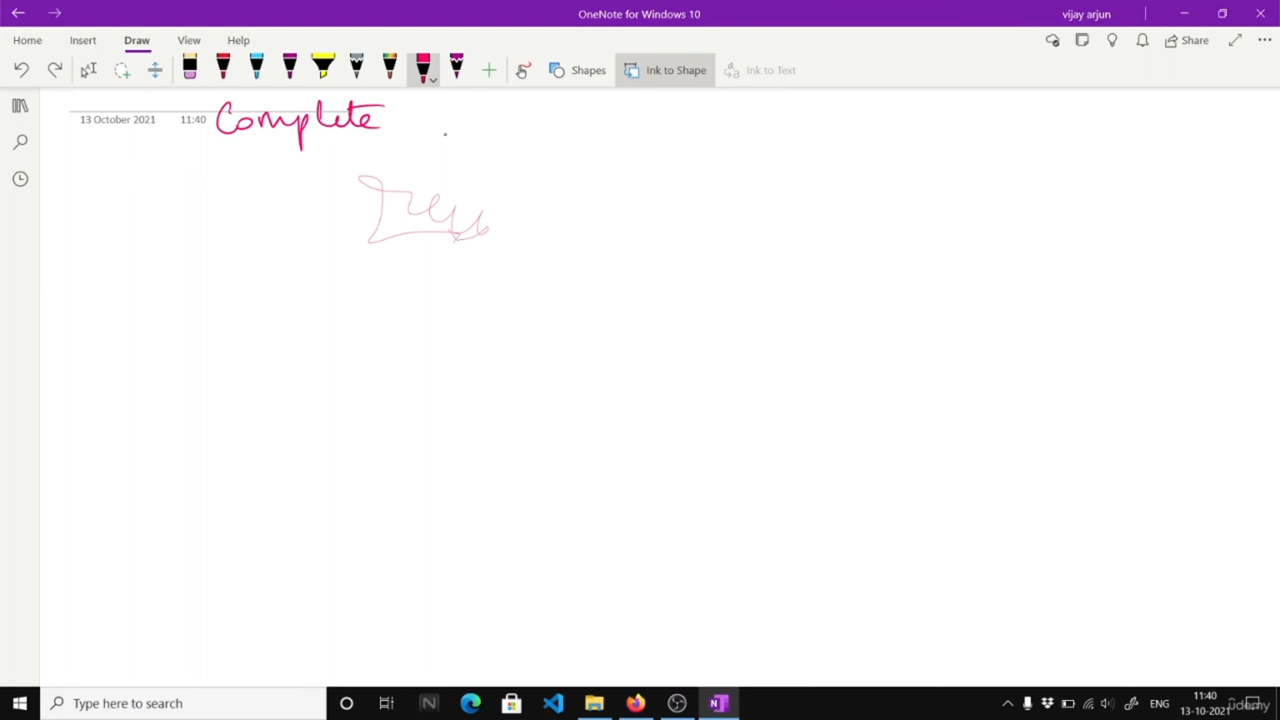 OneNote for Windows 10
vijay arjun
Home Insert Draw View Help
Share
Shapes
Ink to Shape
Ink to Text
13 October 2021 11:40
Complete
Type here to search
N
N
ENG
11:40
13-10-2021
ûdemy